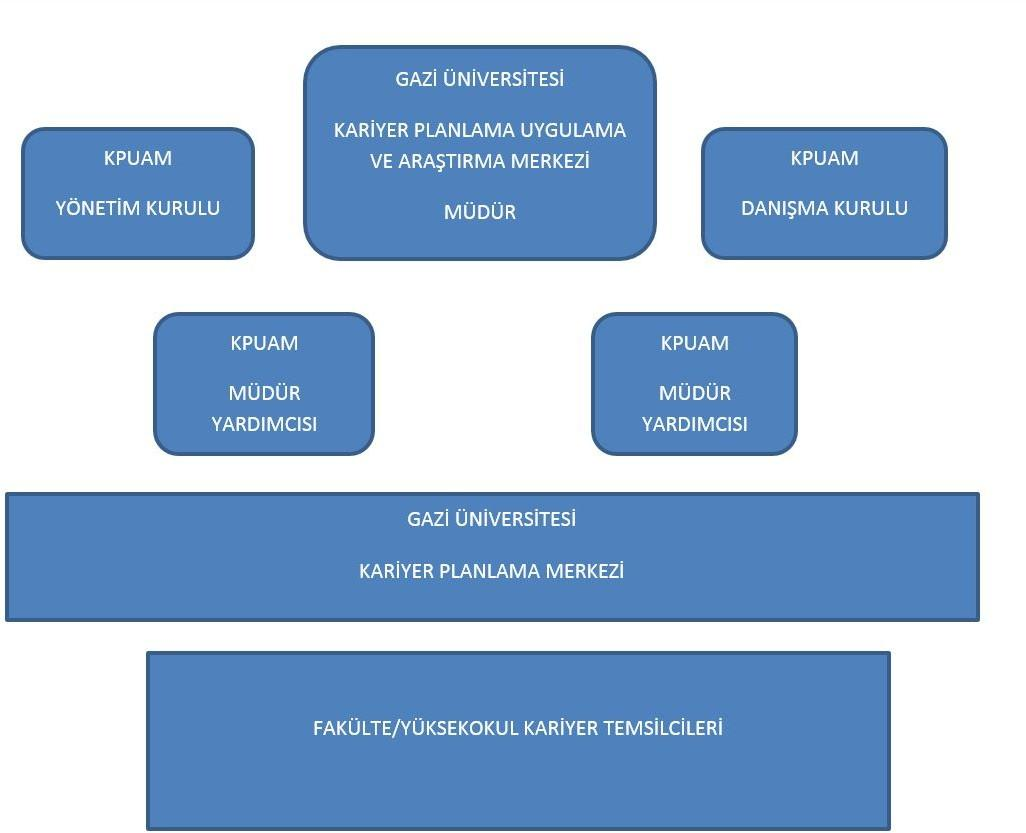 GAZİ ÜNİVERSİTESİ
KARİYER PLANLAMA UYGULAMA
VE ARAŞTIRMA MERKEZİ
MÜDÜR
KPUAM
YÖNETİM KURULU
KPUAM
DANIŞMA KURULU
KPUAM
MÜDÜR
YARDIMCISI
KPUAM
MÜDÜR
YARDIMCISI
GAZİ ÜNİVERSİTESİ
KARİYER PLANLAMA MERKEZİ
FAKÜLTE/YÜKSEKOKUL KARİYER TEMSİLCİLERİ